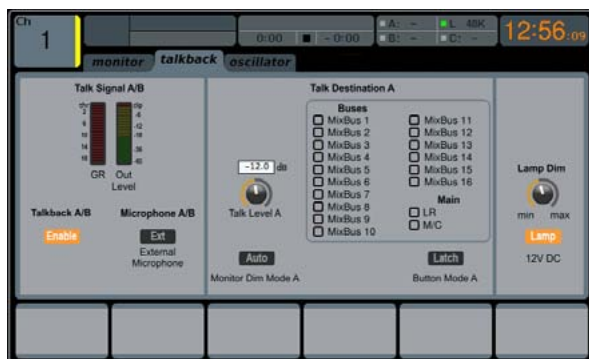 Ch
1
0:00 - 0:00
A: - L 48K
B: - C: -
12:56:09
monitor talkback oscillator
Talk Signal A/B
clip
GR Out
Level
Talkback A/B Microphone A/B
Enable Ext
External
Microphone
Talk Destination A
-12.0 dB
Talk Level A
Auto
Monitor Dim Mode A
Buses
MixBus 1 MixBus 11
MixBus 2 MixBus 12
MixBus 3 MixBus 13
MixBus 4 MixBus 14
MixBus 5 MixBus 15
MixBus 6 MixBus 16
MixBus 7
MixBus 8
MixBus 9
MixBus 10
Main
LR
M/C
Latch
Button Mode A
Lamp Dim
min max
Lamp
12V DC